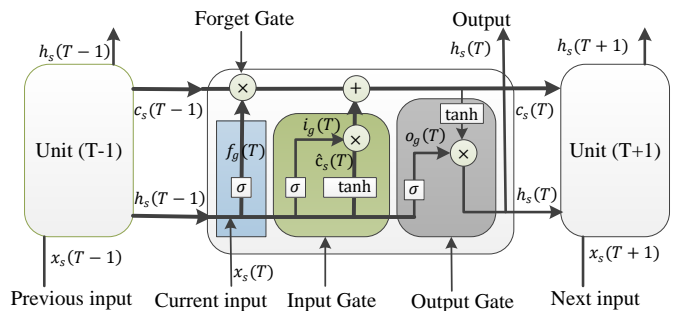 Forget Gate
Output
h_s(T−1)
h_s(T)
h_s(T+1)
×
+
c_s(T−1)
c_s(T)
tanh
i_g(T)
o_g(T)
f_g(T)
×
×
Unit (T-1)
Unit (T+1)
ĉ_s(T)
σ
σ
tanh
σ
h_s(T−1)
h_s(T)
x_s(T−1)
x_s(T)
x_s(T+1)
Previous input
Current input
Input Gate
Output Gate
Next input